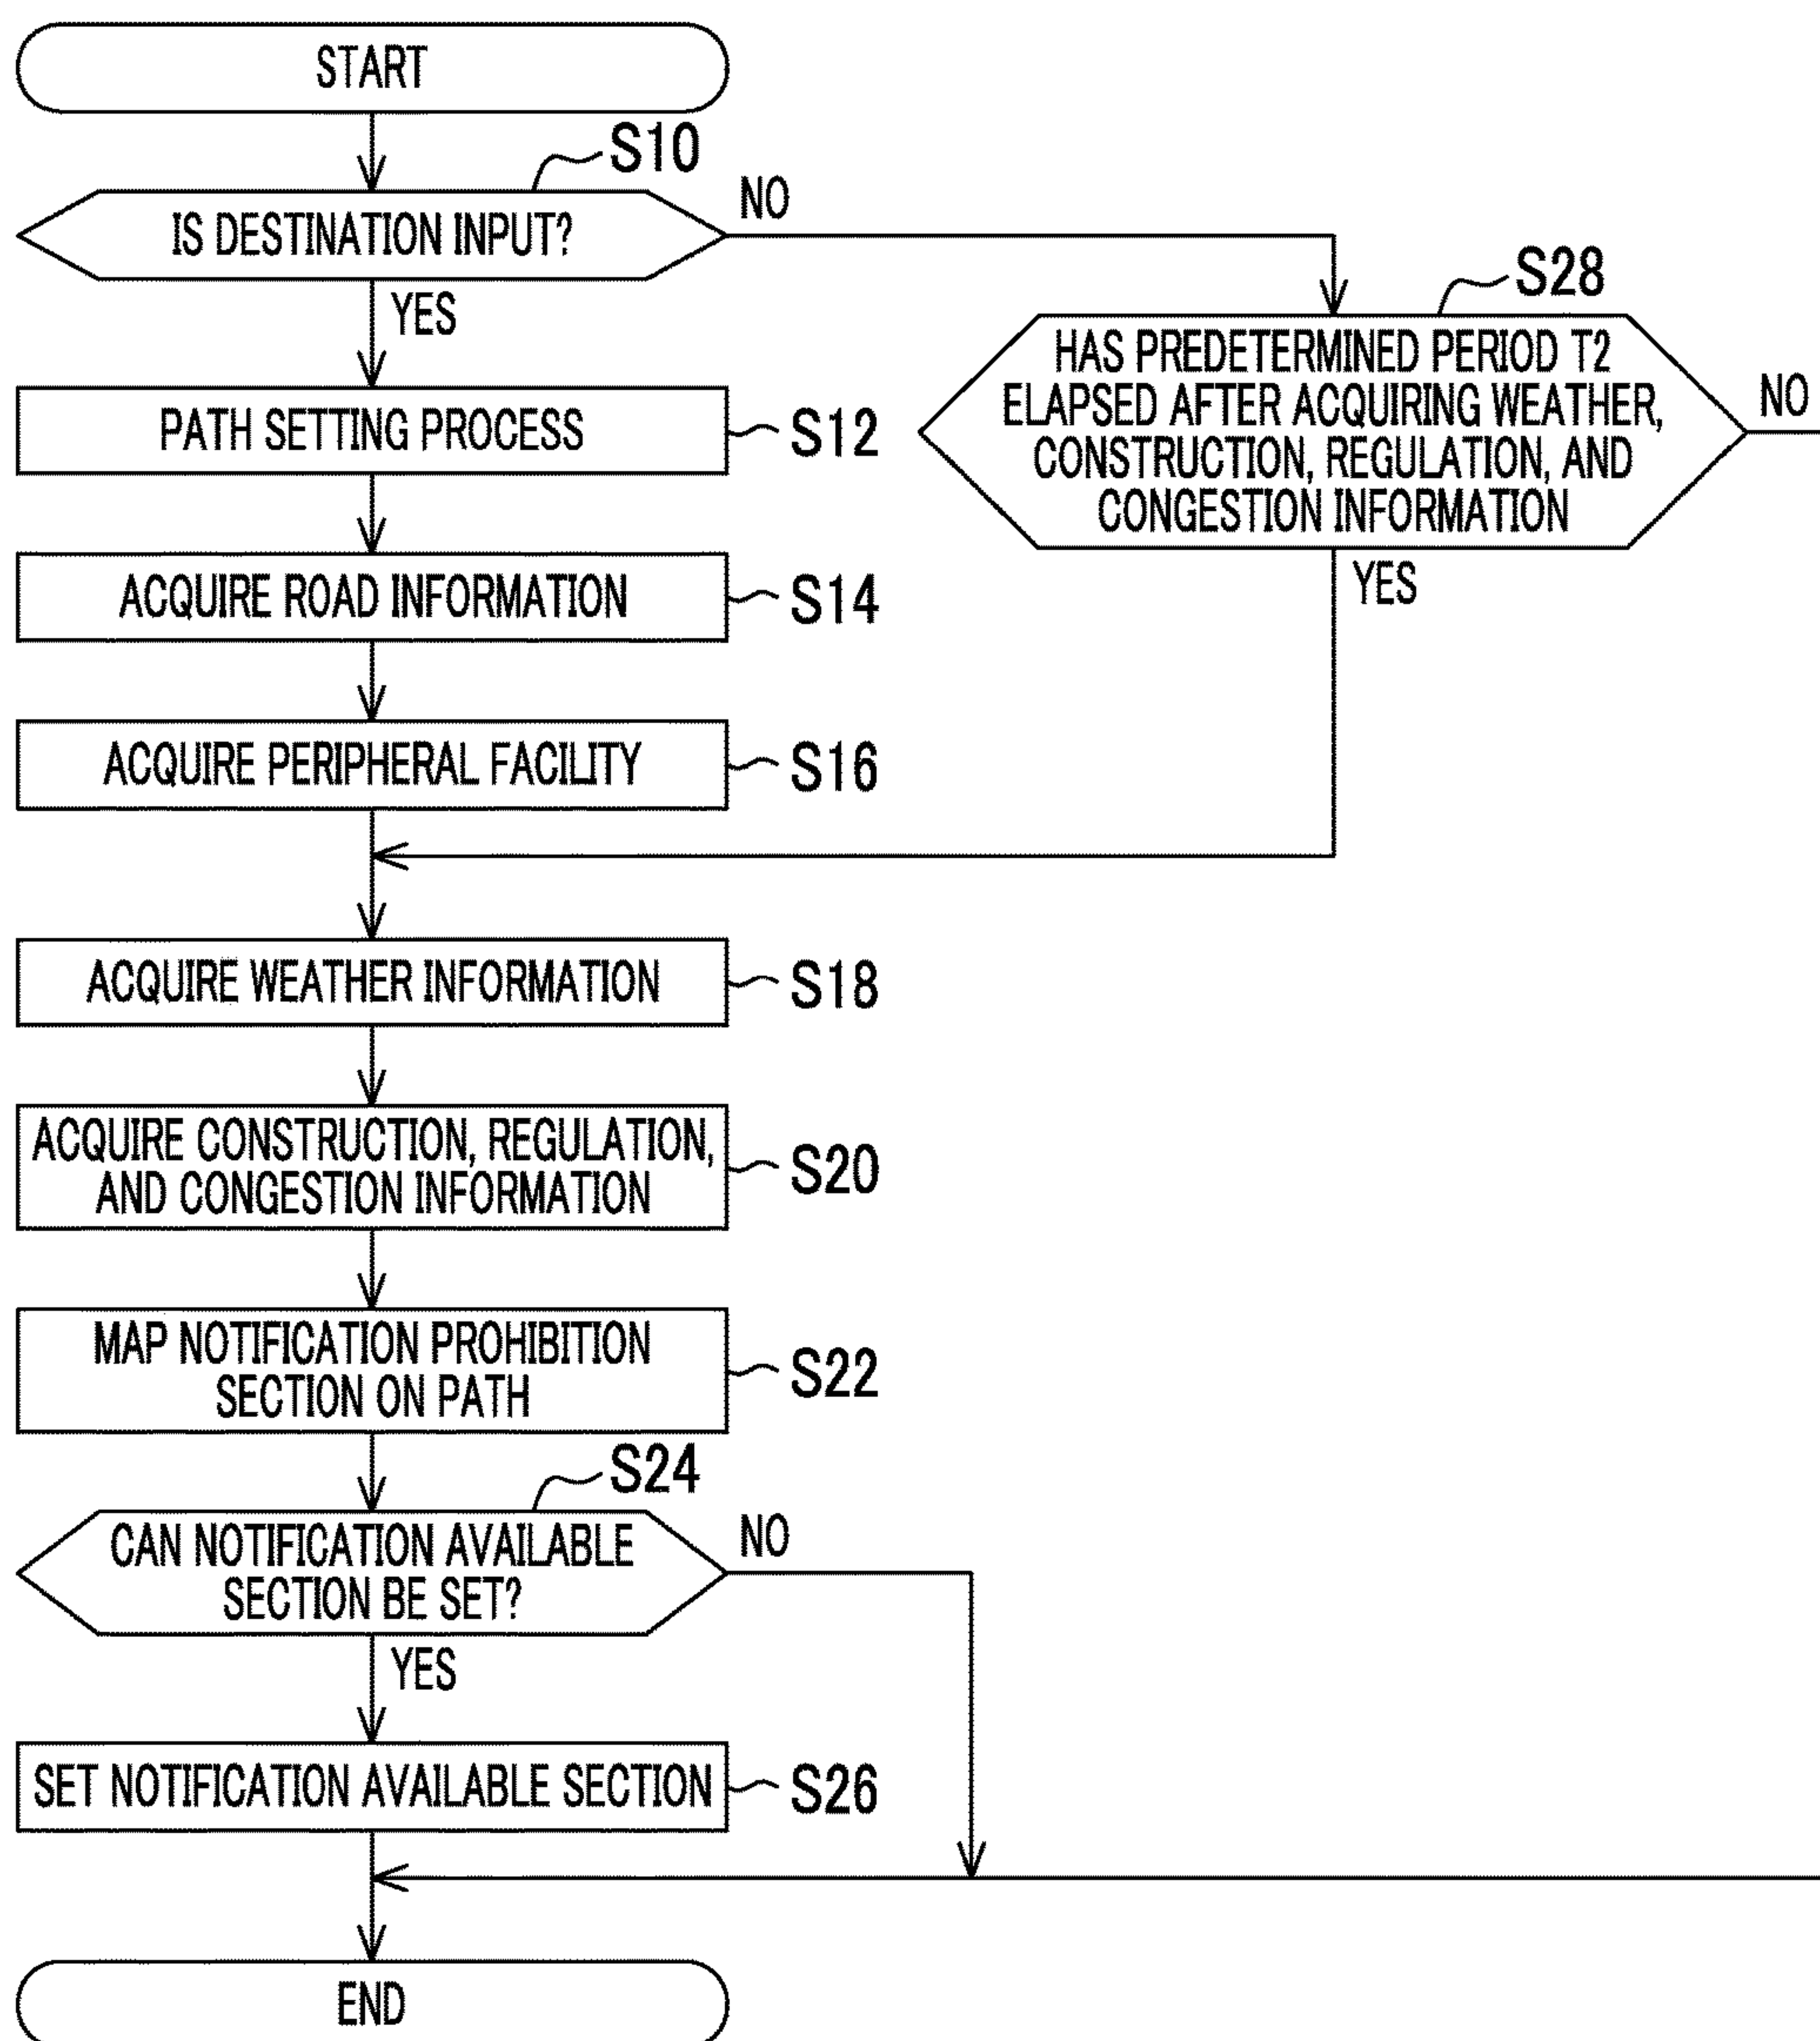 START
S10
IS DESTINATION INPUT?
NO
YES
S28
HAS PREDETERMINED PERIOD T2
ELAPSED AFTER ACQUIRING WEATHER,
CONSTRUCTION, REGULATION, AND
CONGESTION INFORMATION
NO
YES
PATH SETTING PROCESS
S12
ACQUIRE ROAD INFORMATION
S14
ACQUIRE PERIPHERAL FACILITY
S16
ACQUIRE WEATHER INFORMATION
S18
ACQUIRE CONSTRUCTION, REGULATION,
AND CONGESTION INFORMATION
S20
MAP NOTIFICATION PROHIBITION
SECTION ON PATH
S22
S24
CAN NOTIFICATION AVAILABLE
SECTION BE SET?
NO
YES
SET NOTIFICATION AVAILABLE SECTION
S26
END